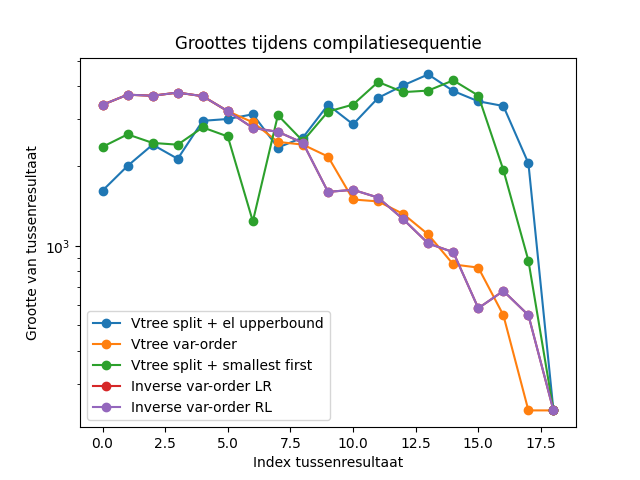 Groottes tijdens compilatiesequentie
Grootte van tussenresultaat
10³
Vtree split + el upperbound
Vtree var-order
Vtree split + smallest first
Inverse var-order LR
Inverse var-order RL
0.0 2.5 5.0 7.5 10.0 12.5 15.0 17.5
Index tussenresultaat